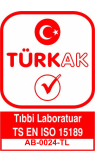 TÜRKAK
Tıbbi Laboratuar
TS EN ISO 15189
AB-0024-TL